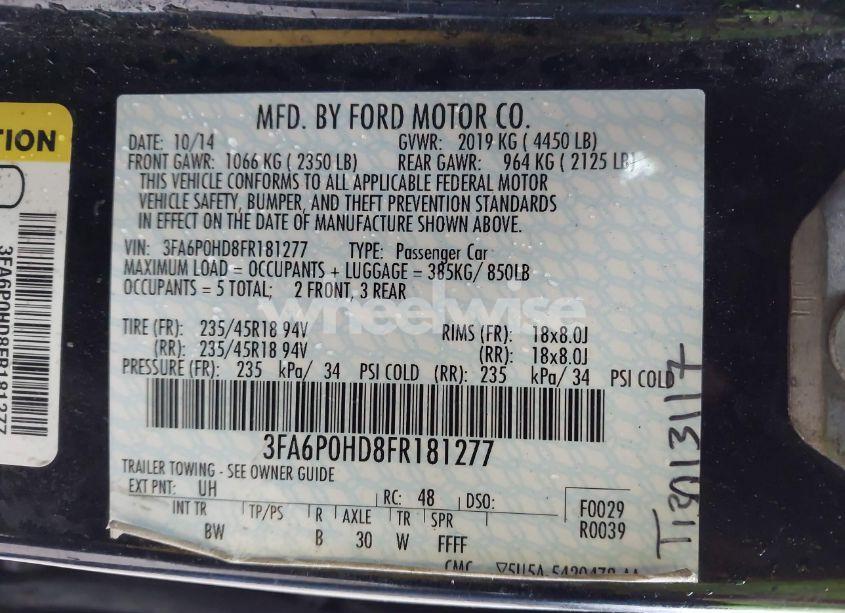 MFD. BY FORD MOTOR CO.
DATE: 10/14 GVWR: 2019 KG ( 4450 LB)
FRONT GAWR: 1066 KG ( 2350 LB) REAR GAWR: 964 KG ( 2125 LB)
THIS VEHICLE CONFORMS TO ALL APPLICABLE FEDERAL MOTOR
VEHICLE SAFETY, BUMPER, AND THEFT PREVENTION STANDARDS
IN EFFECT ON THE DATE OF MANUFACTURE SHOWN ABOVE.
VIN: 3FA6P0HD8FR181277 TYPE: Passenger Car
MAXIMUM LOAD = OCCUPANTS + LUGGAGE = 385KG/ 850LB
OCCUPANTS = 5 TOTAL; 2 FRONT, 3 REAR
wheelwise
TIRE (FR): 235/45R18 94V RIMS (FR): 18x8.0J
(RR): 235/45R18 94V (RR): 18x8.0J
PRESSURE (FR): 235 kPa/ 34 PSI COLD (RR): 235 kPa/ 34 PSI COLD
3FA6P0HD8FR181277
TRAILER TOWING - SEE OWNER GUIDE
EXT PNT: UH RC: 48 DSO:
INT TR TP/PS R AXLE TR SPR
BW B 30 W FFFF
F0029
R0039
T13013117
TION
3FA6P0HD8FR181277